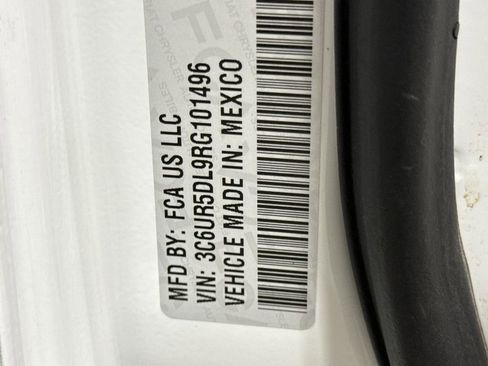 MFD BY: FCA US LLC
VIN: 3C6UR5DL9RG101496
VEHICLE MADE IN: MEXICO